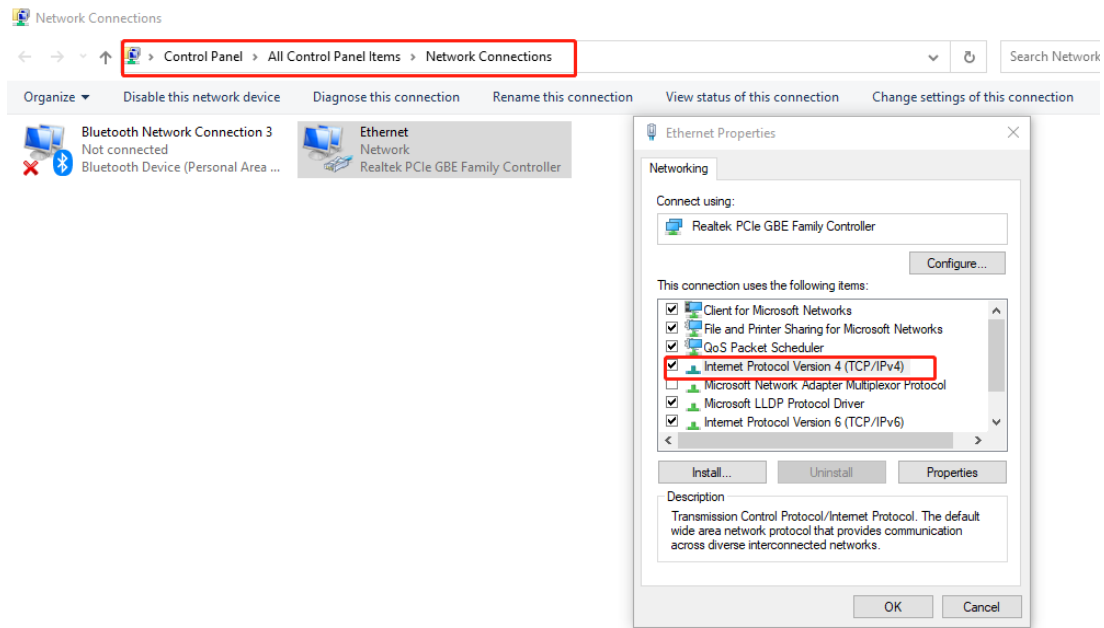 Network Connections
Control Panel > All Control Panel Items > Network Connections
Search Network
Organize
Disable this network device
Diagnose this connection
Rename this connection
View status of this connection
Change settings of this connection
Bluetooth Network Connection 3
Not connected
Bluetooth Device (Personal Area ...
Ethernet
Network
Realtek PCIe GBE Family Controller
Ethernet Properties
Networking
Connect using:
Realtek PCIe GBE Family Controller
Configure...
This connection uses the following items:
Client for Microsoft Networks
File and Printer Sharing for Microsoft Networks
QoS Packet Scheduler
Internet Protocol Version 4 (TCP/IPv4)
Microsoft Network Adapter Multiplexor Protocol
Microsoft LLDP Protocol Driver
Internet Protocol Version 6 (TCP/IPv6)
Install...
Uninstall
Properties
Description
Transmission Control Protocol/Internet Protocol. The default
wide area network protocol that provides communication
across diverse interconnected networks.
OK
Cancel